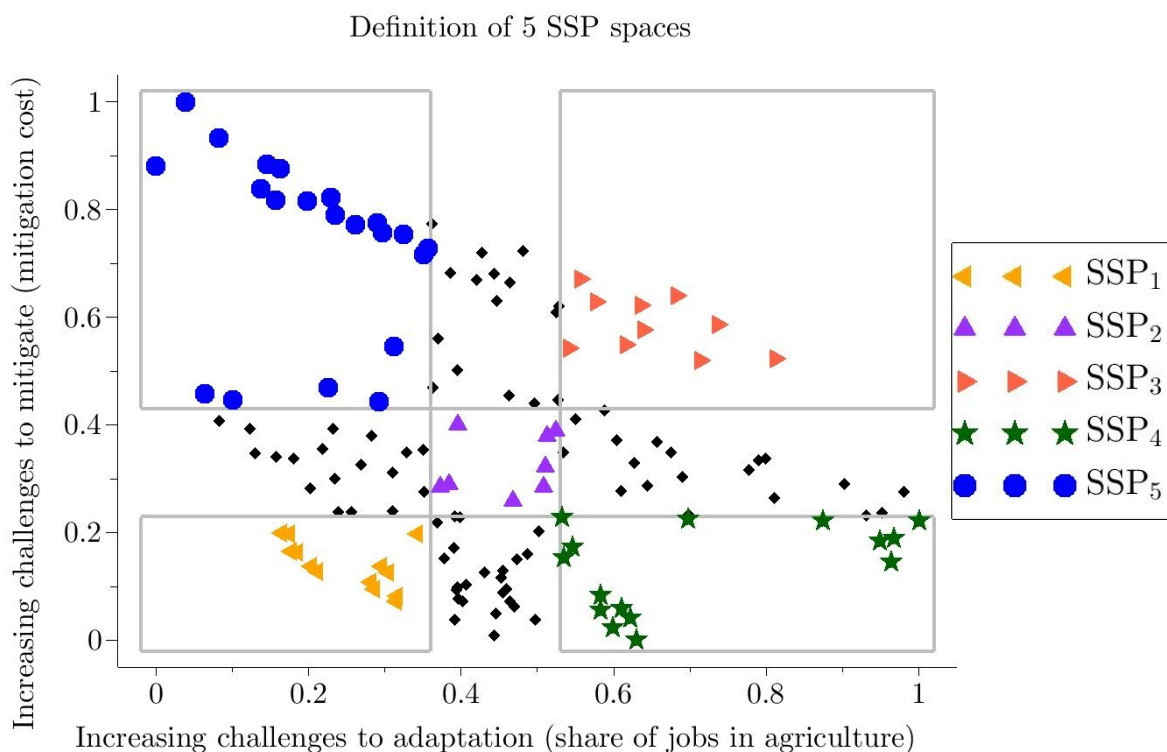 Definition of 5 SSP spaces
Increasing challenges to mitigate (mitigation cost)
1
0.8
0.6
0.4
0.2
0
0 0.2 0.4 0.6 0.8 1
Increasing challenges to adaptation (share of jobs in agriculture)
SSP₁
SSP₂
SSP₃
SSP₄
SSP₅